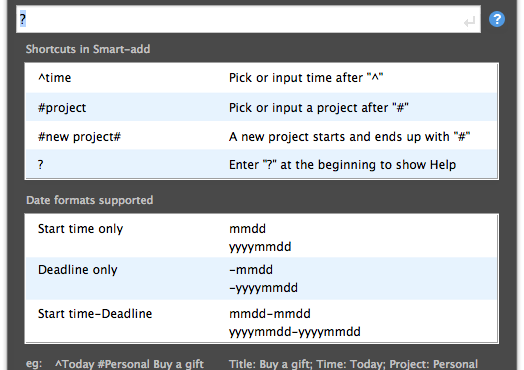 ?
?
Shortcuts in Smart-add
^time Pick or input time after "^"
#project Pick or input a project after "#"
#new project# A new project starts and ends up with "#"
? Enter "?" at the beginning to show Help
Date formats supported
Start time only mmdd
yyyymmdd
Deadline only -mmdd
-yyyymmdd
Start time-Deadline mmdd-mmdd
yyyymmdd-yyyymmdd
eg: ^Today #Personal Buy a gift Title: Buy a gift; Time: Today; Project: Personal